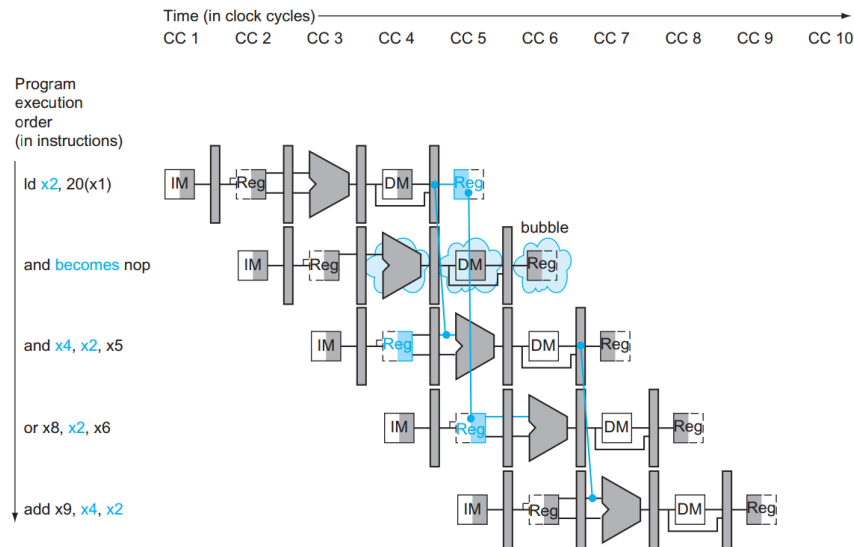 Time (in clock cycles)
CC 1 CC 2 CC 3 CC 4 CC 5 CC 6 CC 7 CC 8 CC 9 CC 10
Program
execution
order
(in instructions)
ld x2, 20(x1) IM Reg DM Reg
bubble
and becomes nop IM Reg DM Reg
and x4, x2, x5 IM Reg DM Reg
or x8, x2, x6 IM Reg DM Reg
add x9, x4, x2 IM Reg DM Reg